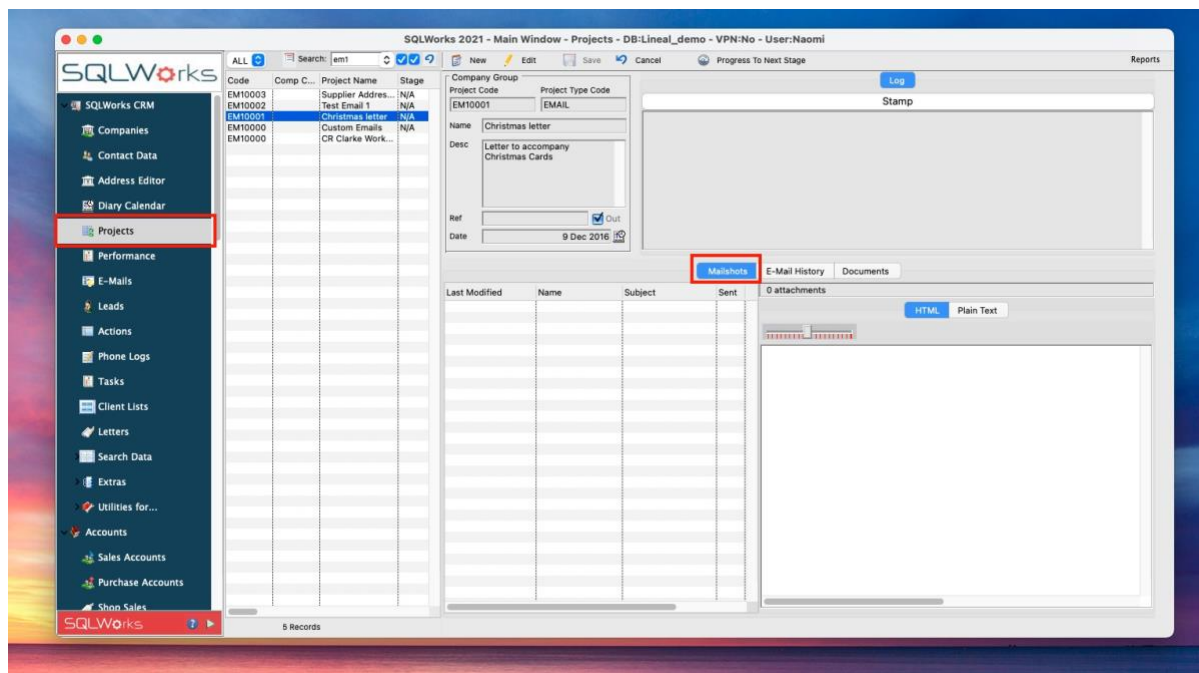 SQLWorks 2021 - Main Window - Projects - DB:Lineal_demo - VPN:No - User:Naomi
SQLWorks
ALL Search: em1
New Edit Save Cancel Progress To Next Stage Reports
SQLWorks CRM
Companies
Contact Data
Address Editor
Diary Calendar
Projects
Performance
E-Mails
Leads
Actions
Phone Logs
Tasks
Client Lists
Letters
Search Data
Extras
Utilities for...
Accounts
Sales Accounts
Purchase Accounts
Shop Sales
SQLWorks ?
Code Comp C... Project Name Stage
EM10003 Supplier Addres... N/A
EM10002 Test Email 1 N/A
EM10001 Christmas letter N/A
EM10000 Custom Emails N/A
EM10000 CR Clarke Work...
5 Records
Company Group
Project Code Project Type Code
EM10001 EMAIL
Name Christmas letter
Desc Letter to accompany
Christmas Cards
Ref Out
Date 9 Dec 2016
Log
Stamp
Mailshots E-Mail History Documents
Last Modified Name Subject Sent
0 attachments
HTML Plain Text